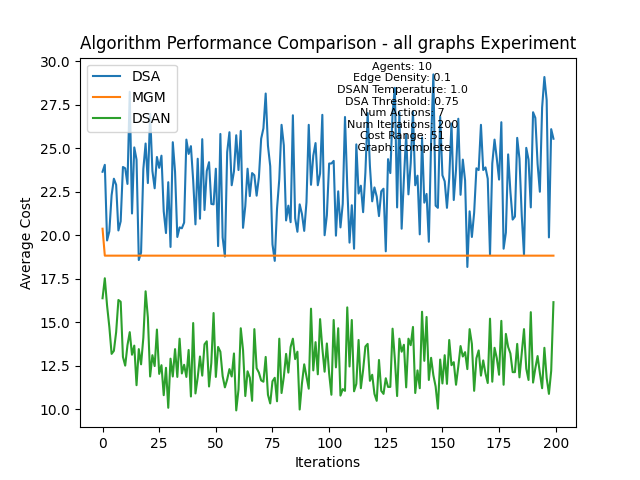 Algorithm Performance Comparison - all graphs Experiment
30.0
27.5
25.0
22.5
20.0
17.5
15.0
12.5
10.0
Average Cost
DSA
MGM
DSAN
Agents: 10
Edge Density: 0.1
DSAN Temperature: 1.0
DSA Threshold: 0.75
Num Actions: 7
Num Iterations: 200
Cost Range: 51
Graph: complete
0
25
50
75
100
125
150
175
200
Iterations